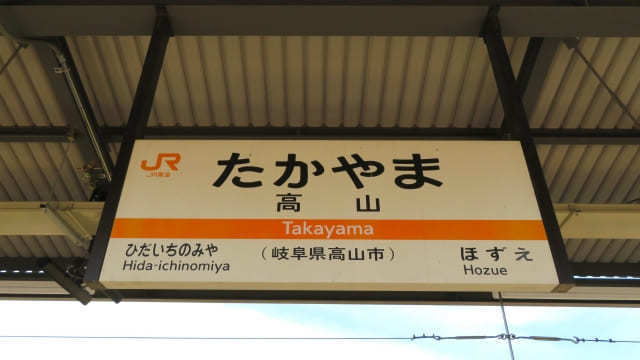 JR
JR東海
たかやま
高山
Takayama
ひだいちのみや
Hida-ichinomiya
(岐阜県高山市)
ほずえ
Hozue